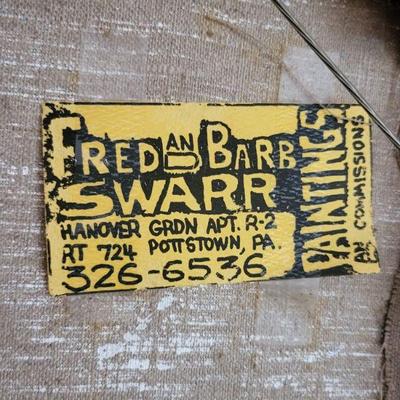 FRED AN BARB
SWARR
HANOVER GRDN APT. R-2
RT 724 POTTSTOWN, PA.
326-6536
PAINTINGS
AN COMMISSIONS